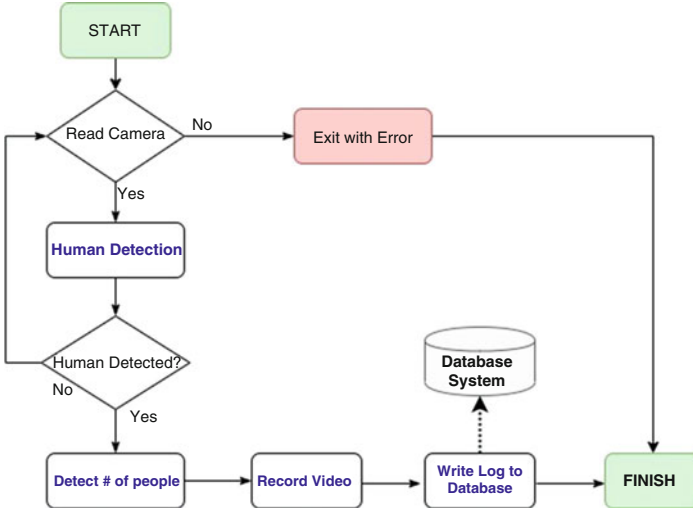 START
Read Camera
No
Exit with Error
Yes
Human Detection
Human Detected?
No
Yes
Database
System
Detect # of people
Record Video
Write Log to
Database
FINISH